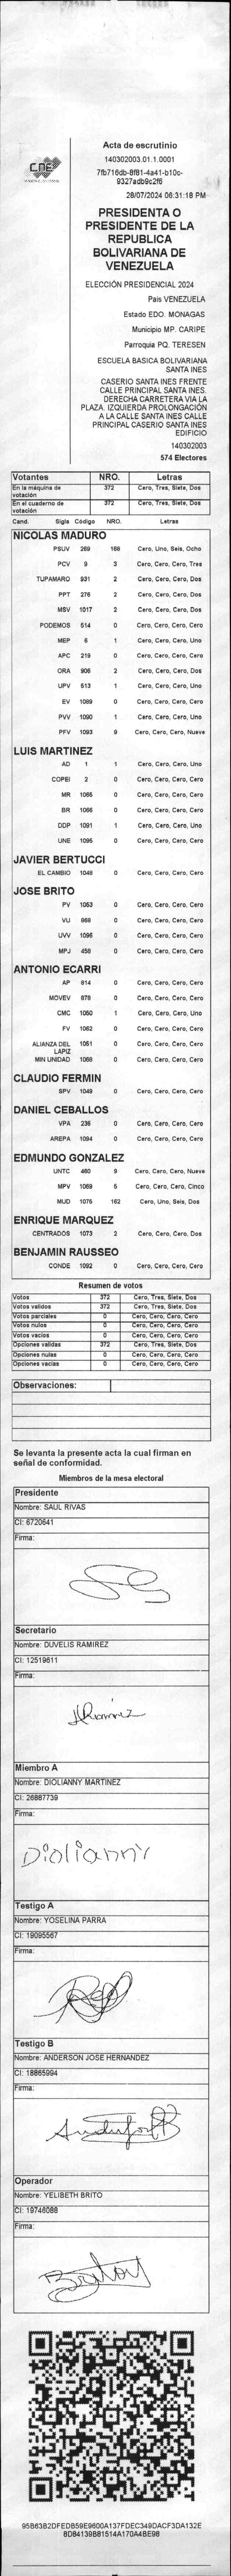 CNE
Acta de escrutinio
140302003.01.1.0001
7fb716db-8f81-4a41-b10c-
9327adb9c2f6
28/07/2024 06:31:18 PM
PRESIDENTA O
PRESIDENTE DE LA
REPUBLICA
BOLIVARIANA DE
VENEZUELA
ELECCIÓN PRESIDENCIAL 2024
Pais VENEZUELA
Estado EDO. MONAGAS
Municipio MP. CARIPE
Parroquia PQ. TERESEN
ESCUELA BASICA BOLIVARIANA
SANTA INES
CASERIO SANTA INES FRENTE
CALLE PRINCIPAL SANTA INES.
DERECHA CARRETERA VIA LA
PLAZA. IZQUIERDA PROLONGACIÓN
A LA CALLE SANTA INES CALLE
PRINCIPAL CASERIO SANTA INES
EDIFICIO
140302003
574 Electores
Votantes NRO. Letras
En la máquina de votación 372 Cero, Tres, Siete, Dos
En el cuaderno de votación 372 Cero, Tres, Siete, Dos
Cand. Sigla Código NRO. Letras
NICOLAS MADURO
PSUV 269 168 Cero, Uno, Seis, Ocho
PCV 9 3 Cero, Cero, Cero, Tres
TUPAMARO 931 2 Cero, Cero, Cero, Dos
PPT 276 2 Cero, Cero, Cero, Dos
MSV 1017 2 Cero, Cero, Cero, Dos
PODEMOS 514 0 Cero, Cero, Cero, Cero
MEP 6 1 Cero, Cero, Cero, Uno
APC 219 0 Cero, Cero, Cero, Cero
ORA 906 2 Cero, Cero, Cero, Dos
UPV 513 1 Cero, Cero, Cero, Uno
EV 1089 0 Cero, Cero, Cero, Cero
PVV 1090 1 Cero, Cero, Cero, Uno
PFV 1093 9 Cero, Cero, Cero, Nueve
LUIS MARTINEZ
AD 1 1 Cero, Cero, Cero, Uno
COPEI 2 0 Cero, Cero, Cero, Cero
MR 1065 0 Cero, Cero, Cero, Cero
BR 1066 0 Cero, Cero, Cero, Cero
DDP 1091 1 Cero, Cero, Cero, Uno
UNE 1095 0 Cero, Cero, Cero, Cero
JAVIER BERTUCCI
EL CAMBIO 1048 0 Cero, Cero, Cero, Cero
JOSE BRITO
PV 1053 0 Cero, Cero, Cero, Cero
VU 868 0 Cero, Cero, Cero, Cero
UVV 1096 0 Cero, Cero, Cero, Cero
MPJ 458 0 Cero, Cero, Cero, Cero
ANTONIO ECARRI
AP 814 0 Cero, Cero, Cero, Cero
MOVEV 878 0 Cero, Cero, Cero, Cero
CMC 1050 1 Cero, Cero, Cero, Uno
FV 1062 0 Cero, Cero, Cero, Cero
ALIANZA DEL LAPIZ 1051 0 Cero, Cero, Cero, Cero
MIN UNIDAD 1068 0 Cero, Cero, Cero, Cero
CLAUDIO FERMIN
SPV 1049 0 Cero, Cero, Cero, Cero
DANIEL CEBALLOS
VPA 236 0 Cero, Cero, Cero, Cero
AREPA 1094 0 Cero, Cero, Cero, Cero
EDMUNDO GONZALEZ
UNTC 460 9 Cero, Cero, Cero, Nueve
MPV 1069 5 Cero, Cero, Cero, Cinco
MUD 1075 162 Cero, Uno, Seis, Dos
ENRIQUE MARQUEZ
CENTRADOS 1073 2 Cero, Cero, Cero, Dos
BENJAMIN RAUSSEO
CONDE 1092 0 Cero, Cero, Cero, Cero
Resumen de votos
Votos 372 Cero, Tres, Siete, Dos
Votos validos 372 Cero, Tres, Siete, Dos
Votos parciales 0 Cero, Cero, Cero, Cero
Votos nulos 0 Cero, Cero, Cero, Cero
Votos vacios 0 Cero, Cero, Cero, Cero
Opciones validas 372 Cero, Tres, Siete, Dos
Opciones nulas 0 Cero, Cero, Cero, Cero
Opciones vacias 0 Cero, Cero, Cero, Cero
Observaciones:
Se levanta la presente acta la cual firman en
señal de conformidad.
Miembros de la mesa electoral
Presidente
Nombre: SAUL RIVAS
CI: 6720641
Firma:
Secretario
Nombre: DUVELIS RAMIREZ
CI: 12519611
Firma:
Miembro A
Nombre: DIOLIANNY MARTINEZ
CI: 26887739
Firma:
Diolianny
Testigo A
Nombre: YOSELINA PARRA
CI: 19095567
Firma:
Testigo B
Nombre: ANDERSON JOSE HERNANDEZ
CI: 18865994
Firma:
Operador
Nombre: YELIBETH BRITO
CI: 19746088
Firma:
95B63B2DFEDB59E9600A137FDEC349DACF3DA132E
8D84139B81514A170A4BE98